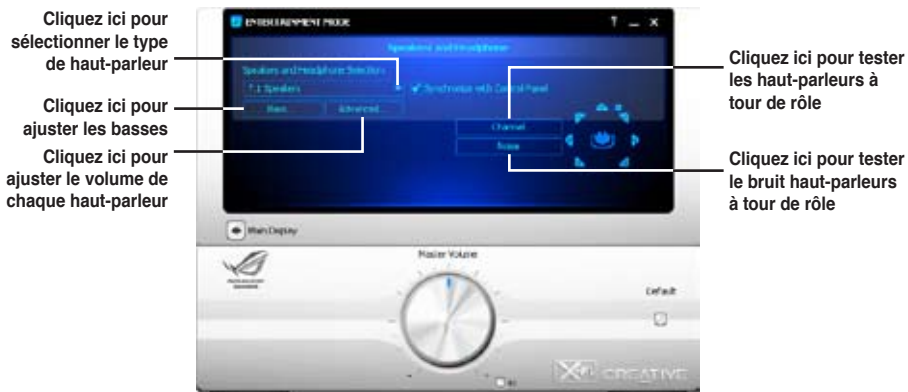 Cliquez ici pour
sélectionner le type
de haut-parleur
Cliquez ici pour
ajuster les basses
Cliquez ici pour
ajuster le volume de
chaque haut-parleur
ENTERTAINMENT MODE
Speakers and Headphone
Speakers and Headphone Selection
7.1 Speakers
Synchronize with Control Panel
Bass
Advanced
Channel
Noise
Main Display
Master Volume
Default
CREATIVE
Cliquez ici pour tester
les haut-parleurs à
tour de rôle
Cliquez ici pour tester
le bruit haut-parleurs
à tour de rôle